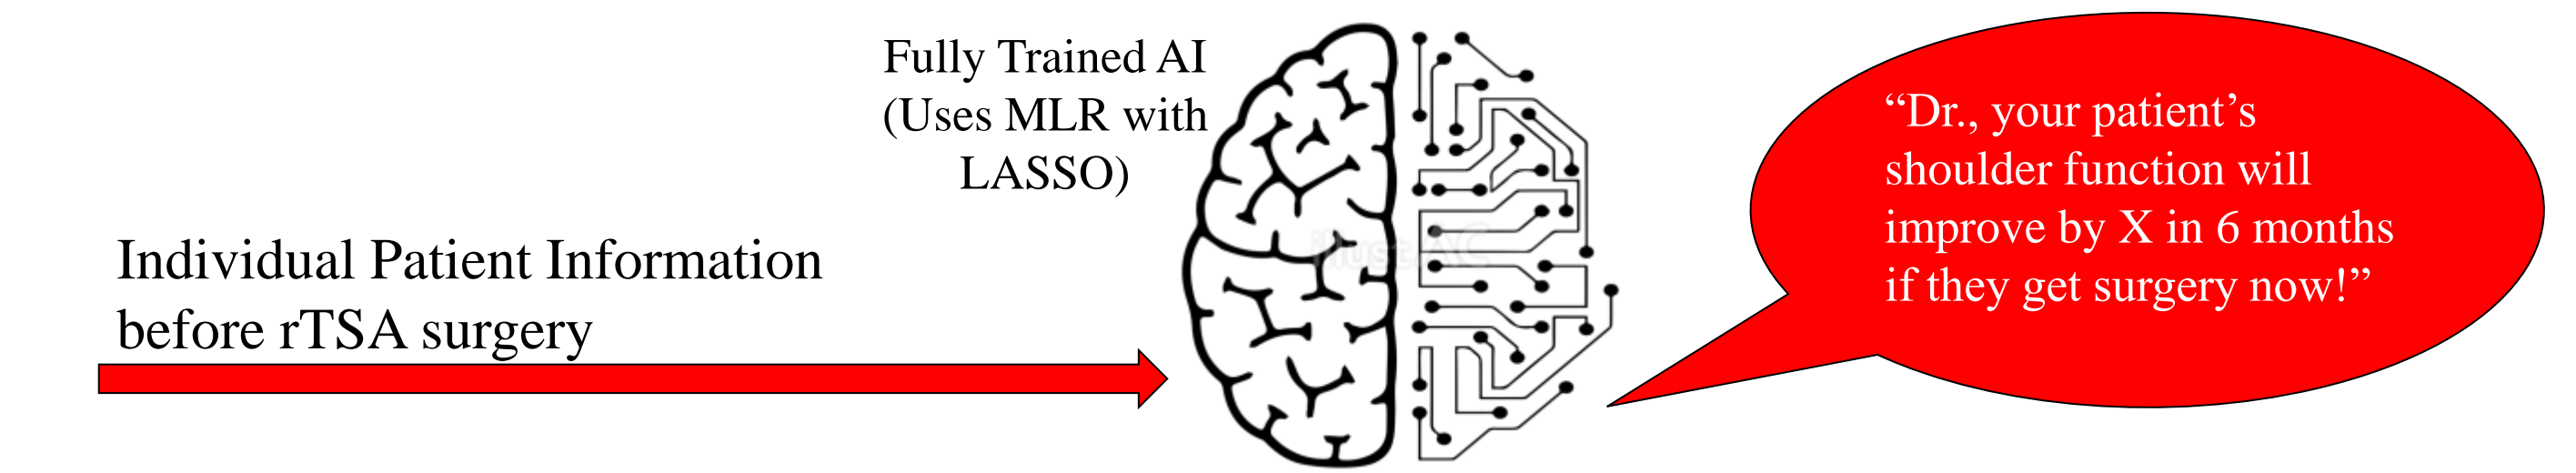 Fully Trained AI
(Uses MLR with
LASSO)
Individual Patient Information
before rTSA surgery
illustAC
“Dr., your patient’s
shoulder function will
improve by X in 6 months
if they get surgery now!”